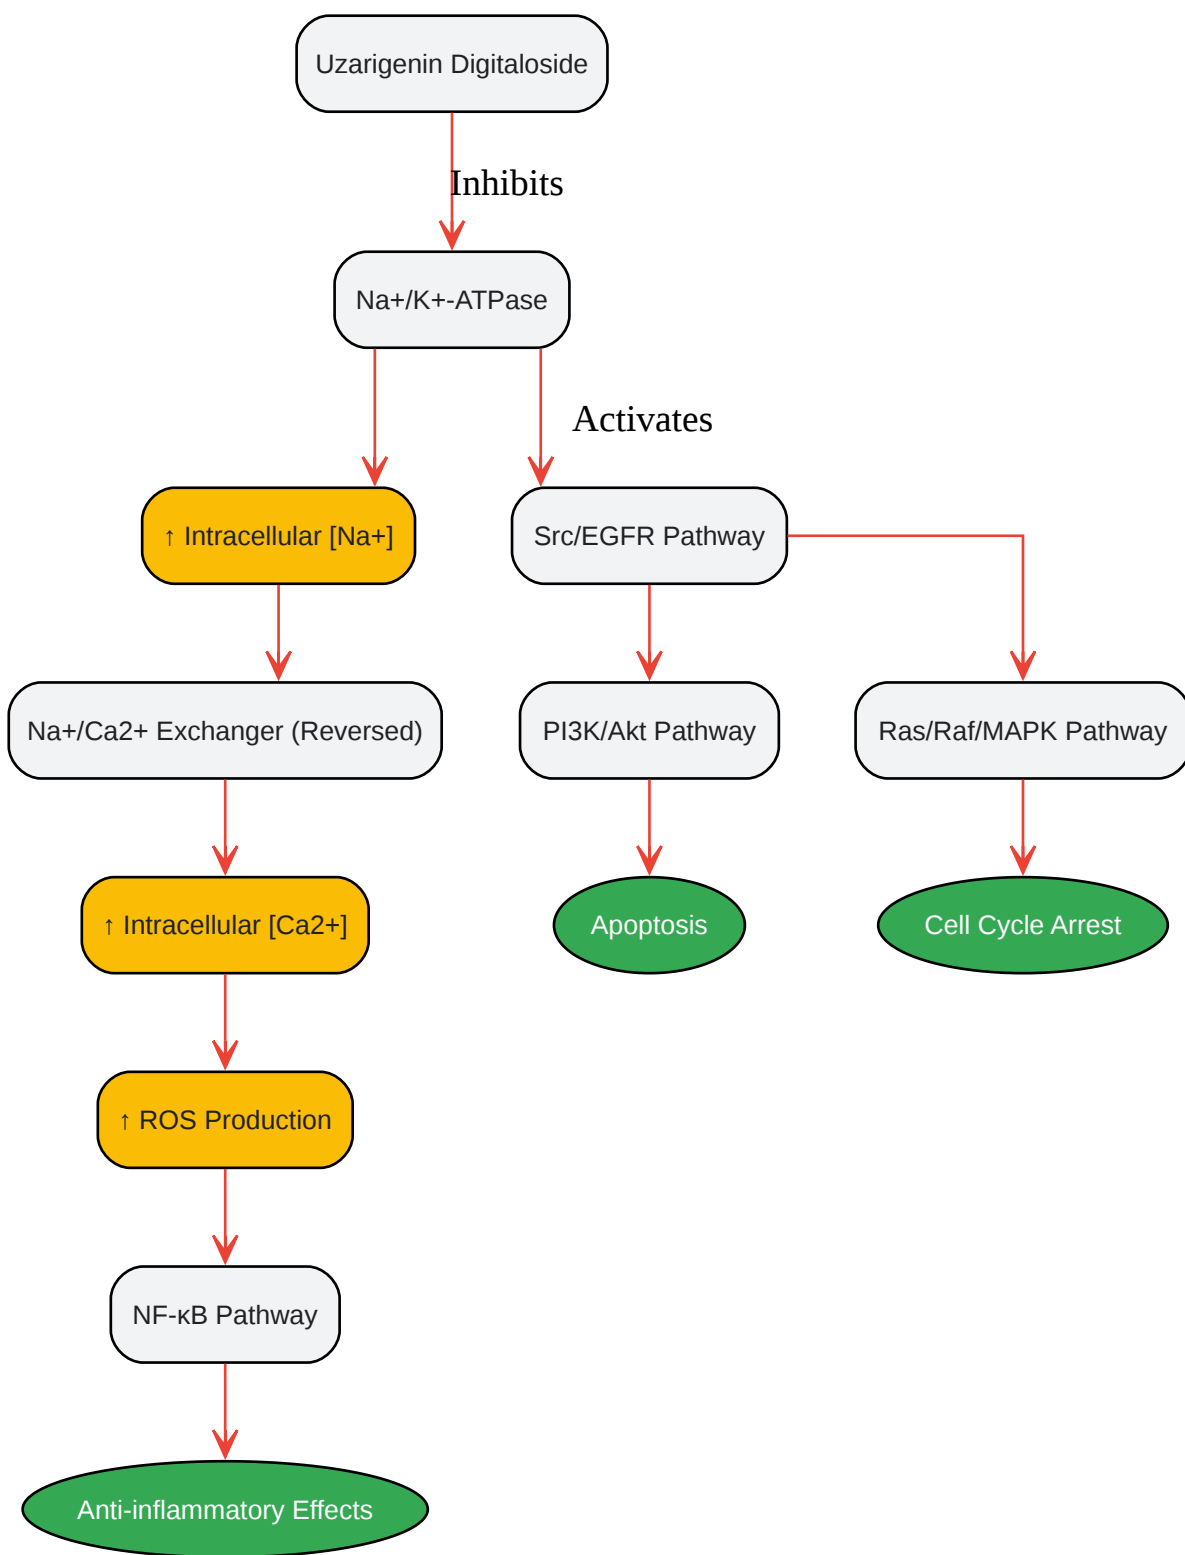 Uzarigenin Digitaloside
Inhibits
Na+/K+-ATPase
Activates
↑ Intracellular [Na+]
Src/EGFR Pathway
Na+/Ca2+ Exchanger (Reversed)
PI3K/Akt Pathway
Ras/Raf/MAPK Pathway
↑ Intracellular [Ca2+]
Apoptosis
Cell Cycle Arrest
↑ ROS Production
NF-κB Pathway
Anti-inflammatory Effects